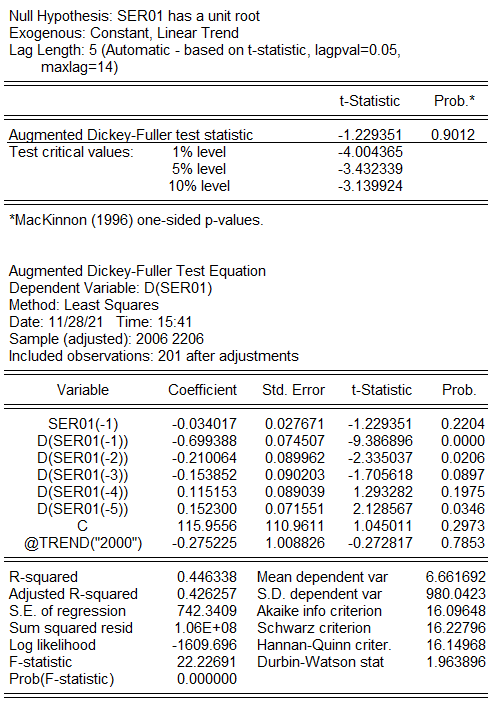 Null Hypothesis: SER01 has a unit root
Exogenous: Constant, Linear Trend
Lag Length: 5 (Automatic - based on t-statistic, lagpval=0.05,
maxlag=14)
t-Statistic Prob.*
Augmented Dickey-Fuller test statistic -1.229351 0.9012
Test critical values: 1% level -4.004365
5% level -3.432339
10% level -3.139924
*MacKinnon (1996) one-sided p-values.
Augmented Dickey-Fuller Test Equation
Dependent Variable: D(SER01)
Method: Least Squares
Date: 11/28/21 Time: 15:41
Sample (adjusted): 2006 2206
Included observations: 201 after adjustments
Variable Coefficient Std. Error t-Statistic Prob.
SER01(-1) -0.034017 0.027671 -1.229351 0.2204
D(SER01(-1)) -0.699388 0.074507 -9.386896 0.0000
D(SER01(-2)) -0.210064 0.089962 -2.335037 0.0206
D(SER01(-3)) -0.153852 0.090203 -1.705618 0.0897
D(SER01(-4)) 0.115153 0.089039 1.293282 0.1975
D(SER01(-5)) 0.152300 0.071551 2.128567 0.0346
C 115.9556 110.9611 1.045011 0.2973
@TREND("2000") -0.275225 1.008826 -0.272817 0.7853
R-squared 0.446338 Mean dependent var 6.661692
Adjusted R-squared 0.426257 S.D. dependent var 980.0423
S.E. of regression 742.3409 Akaike info criterion 16.09648
Sum squared resid 1.06E+08 Schwarz criterion 16.22796
Log likelihood -1609.696 Hannan-Quinn criter. 16.14968
F-statistic 22.22691 Durbin-Watson stat 1.963896
Prob(F-statistic) 0.000000